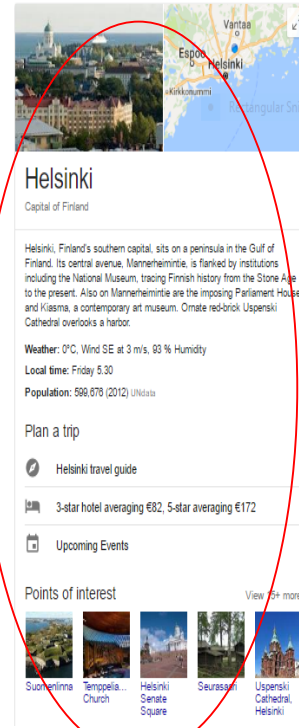 Vantaa
Espoo
Helsinki
Kirkkonummi
Rectangular Sn
Helsinki
Capital of Finland
Helsinki, Finland's southern capital, sits on a peninsula in the Gulf of
Finland. Its central avenue, Mannerheimintie, is flanked by institutions
including the National Museum, tracing Finnish history from the Stone Age
to the present. Also on Mannerheimintie are the imposing Parliament House
and Kiasma, a contemporary art museum. Ornate red-brick Uspenski
Cathedral overlooks a harbor.
Weather: 0°C, Wind SE at 3 m/s, 93 % Humidity
Local time: Friday 5.30
Population: 599,676 (2012) UNdata
Plan a trip
Helsinki travel guide
3-star hotel averaging €82, 5-star averaging €172
Upcoming Events
Points of interest
View 15+ more
Suomenlinna
Temppelia...
Church
Helsinki
Senate
Square
Seurasaari
Uspenski
Cathedral,
Helsinki